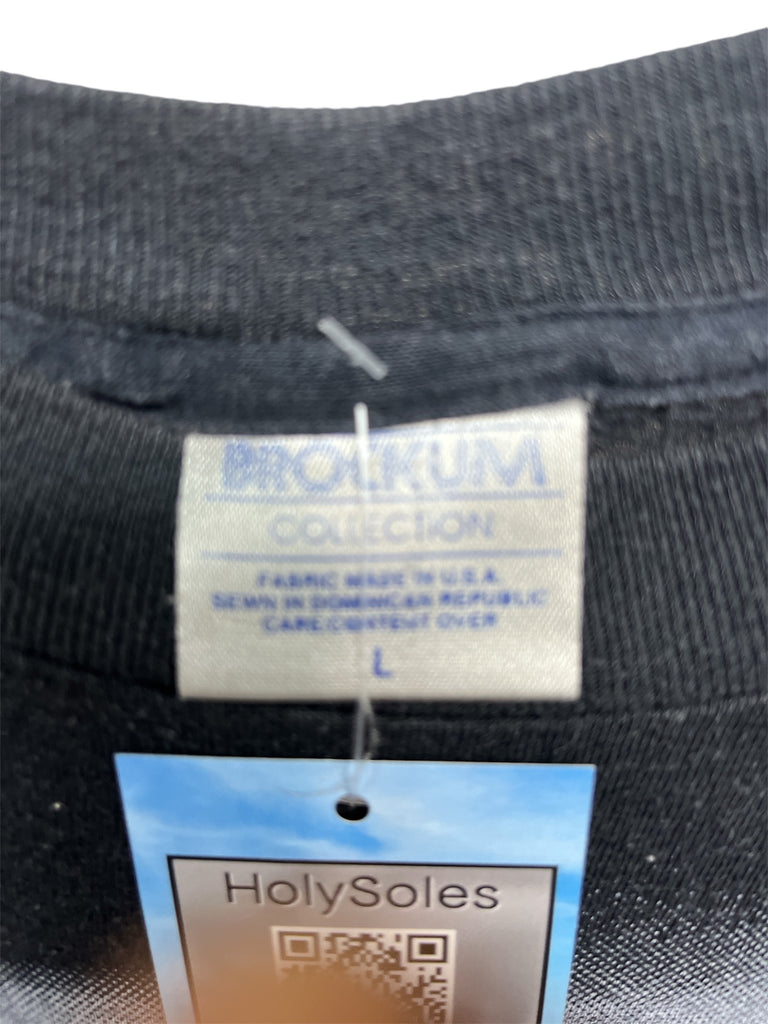 BROCKUM
COLLECTION
FABRIC MADE IN U.S.A.
SEWN IN DOMINICAN REPUBLIC
CARE/CONTENT OVER
L
HolySoles